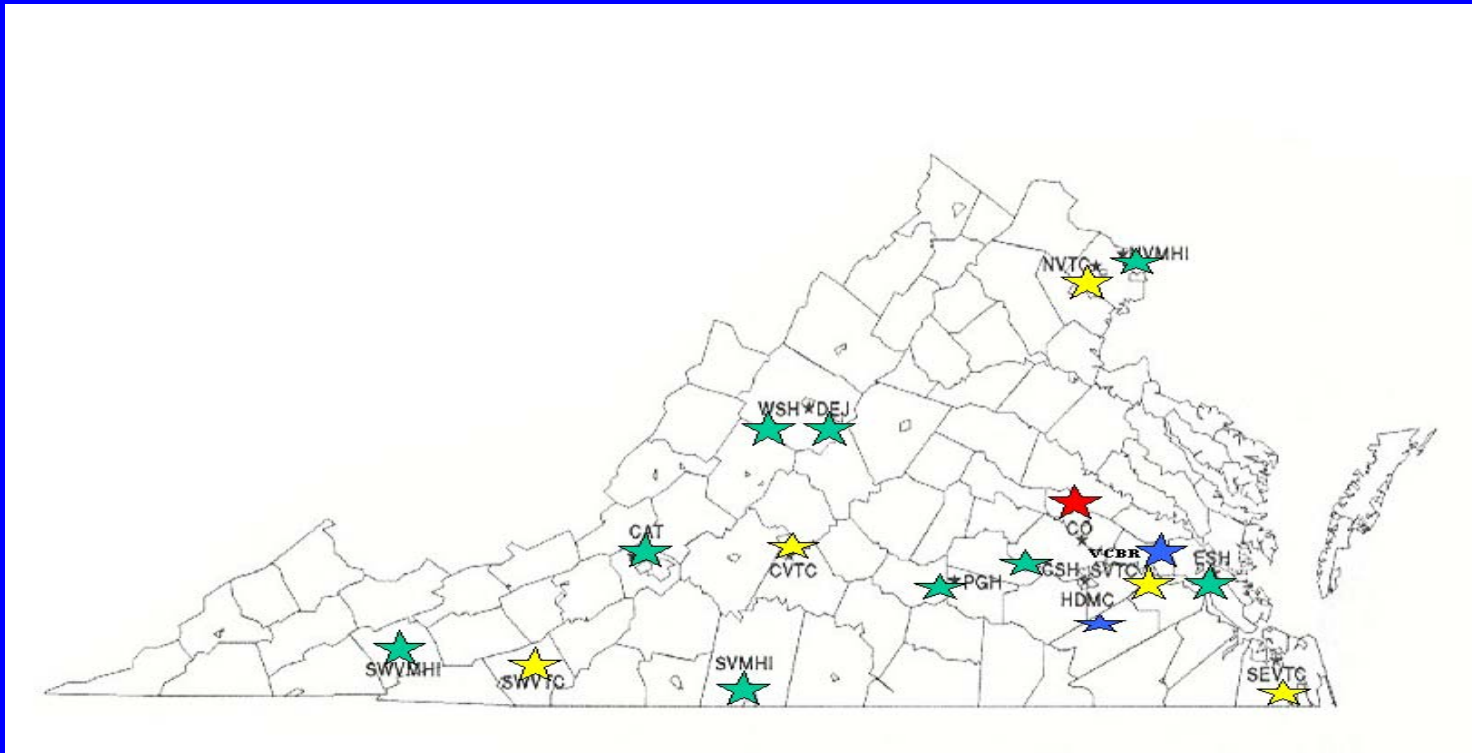 NVTC
NVMHI
WSH DEJ
CO
CAT
VCBR
ESH
CVTC
CSH SVTC
PGH
HDMC
SWVMHI
SVMHI
SWVTC
SEVTC